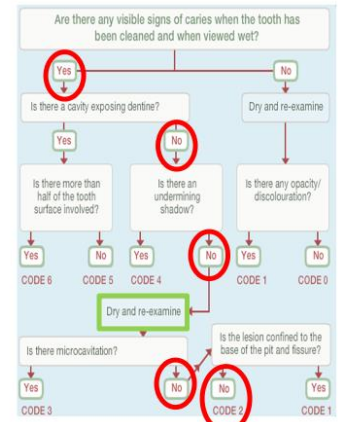 Are there any visible signs of caries when the tooth has
been cleaned and when viewed wet?
Yes
No
Is there a cavity exposing dentine?
Dry and re-examine
Yes
No
Is there more than
half of the tooth
surface involved?
Is there an
undermining
shadow?
Is there any opacity/
discolouration?
Yes
No
Yes
No
Yes
No
CODE 6
CODE 5
CODE 4
CODE 1
CODE 0
Dry and re-examine
Is there microcavitation?
Is the lesion confined to the
base of the pit and fissure?
Yes
No
No
Yes
CODE 3
CODE 2
CODE 1